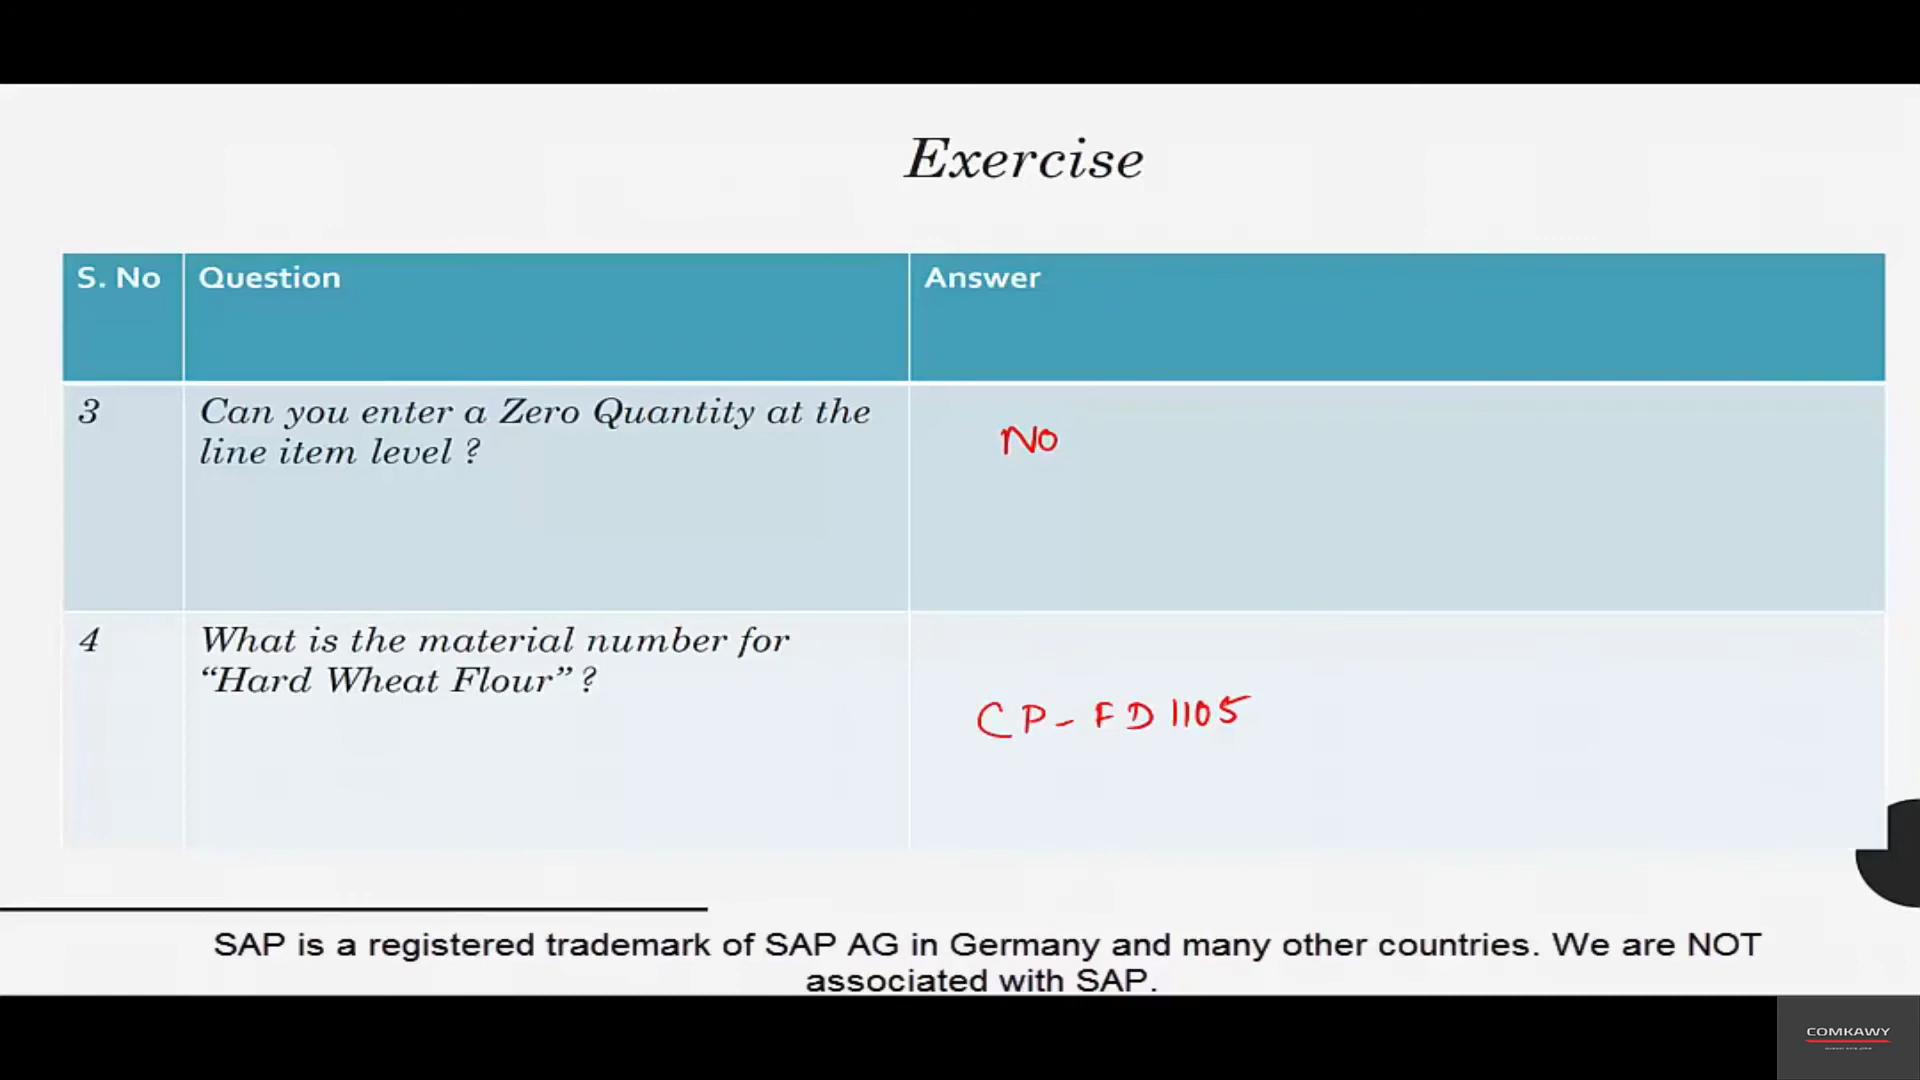 Exercise
S. No Question Answer
3 Can you enter a Zero Quantity at the
line item level ?
No
4 What is the material number for
“Hard Wheat Flour” ?
CP- FD 1105
SAP is a registered trademark of SAP AG in Germany and many other countries. We are NOT
associated with SAP.
COMKAWY